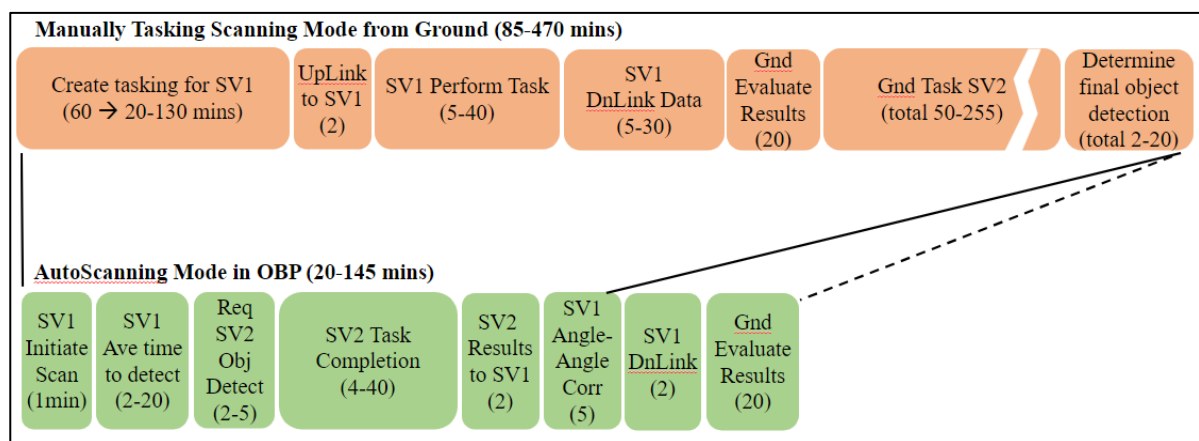 Manually Tasking Scanning Mode from Ground (85-470 mins)
Create tasking for SV1
(60 → 20-130 mins)
UpLink
to SV1
(2)
SV1 Perform Task
(5-40)
SV1
DnLink Data
(5-30)
Gnd
Evaluate
Results
(20)
Gnd Task SV2
(total 50-255)
Determine
final object
detection
(total 2-20)
AutoScanning Mode in OBP (20-145 mins)
SV1
Initiate
Scan
(1min)
SV1
Ave time
to detect
(2-20)
Req
SV2
Obj
Detect
(2-5)
SV2 Task
Completion
(4-40)
SV2
Results
to SV1
(2)
SV1
Angle-
Angle
Corr
(5)
SV1
DnLink
(2)
Gnd
Evaluate
Results
(20)